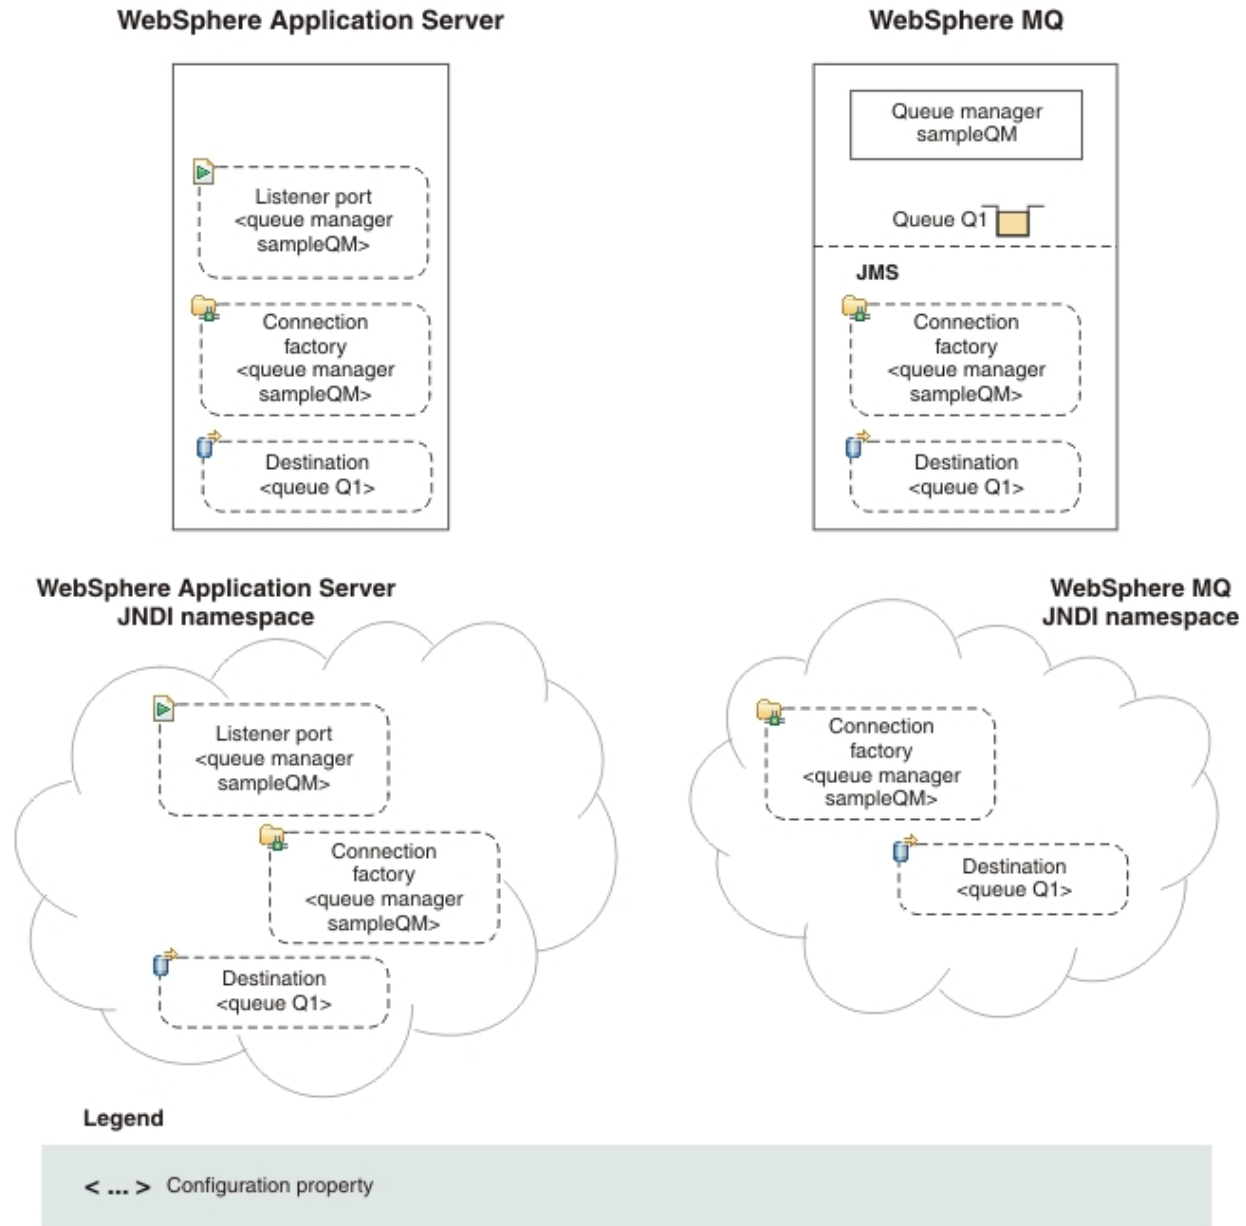 WebSphere Application Server
Listener port
<queue manager
sampleQM>
Connection
factory
<queue manager
sampleQM>
Destination
<queue Q1>
WebSphere MQ
Queue manager
sampleQM
Queue Q1
JMS
Connection
factory
<queue manager
sampleQM>
Destination
<queue Q1>
WebSphere Application Server
JNDI namespace
Listener port
<queue manager
sampleQM>
Connection
factory
<queue manager
sampleQM>
Destination
<queue Q1>
WebSphere MQ
JNDI namespace
Connection
factory
<queue manager
sampleQM>
Destination
<queue Q1>
Legend
< ... > Configuration property